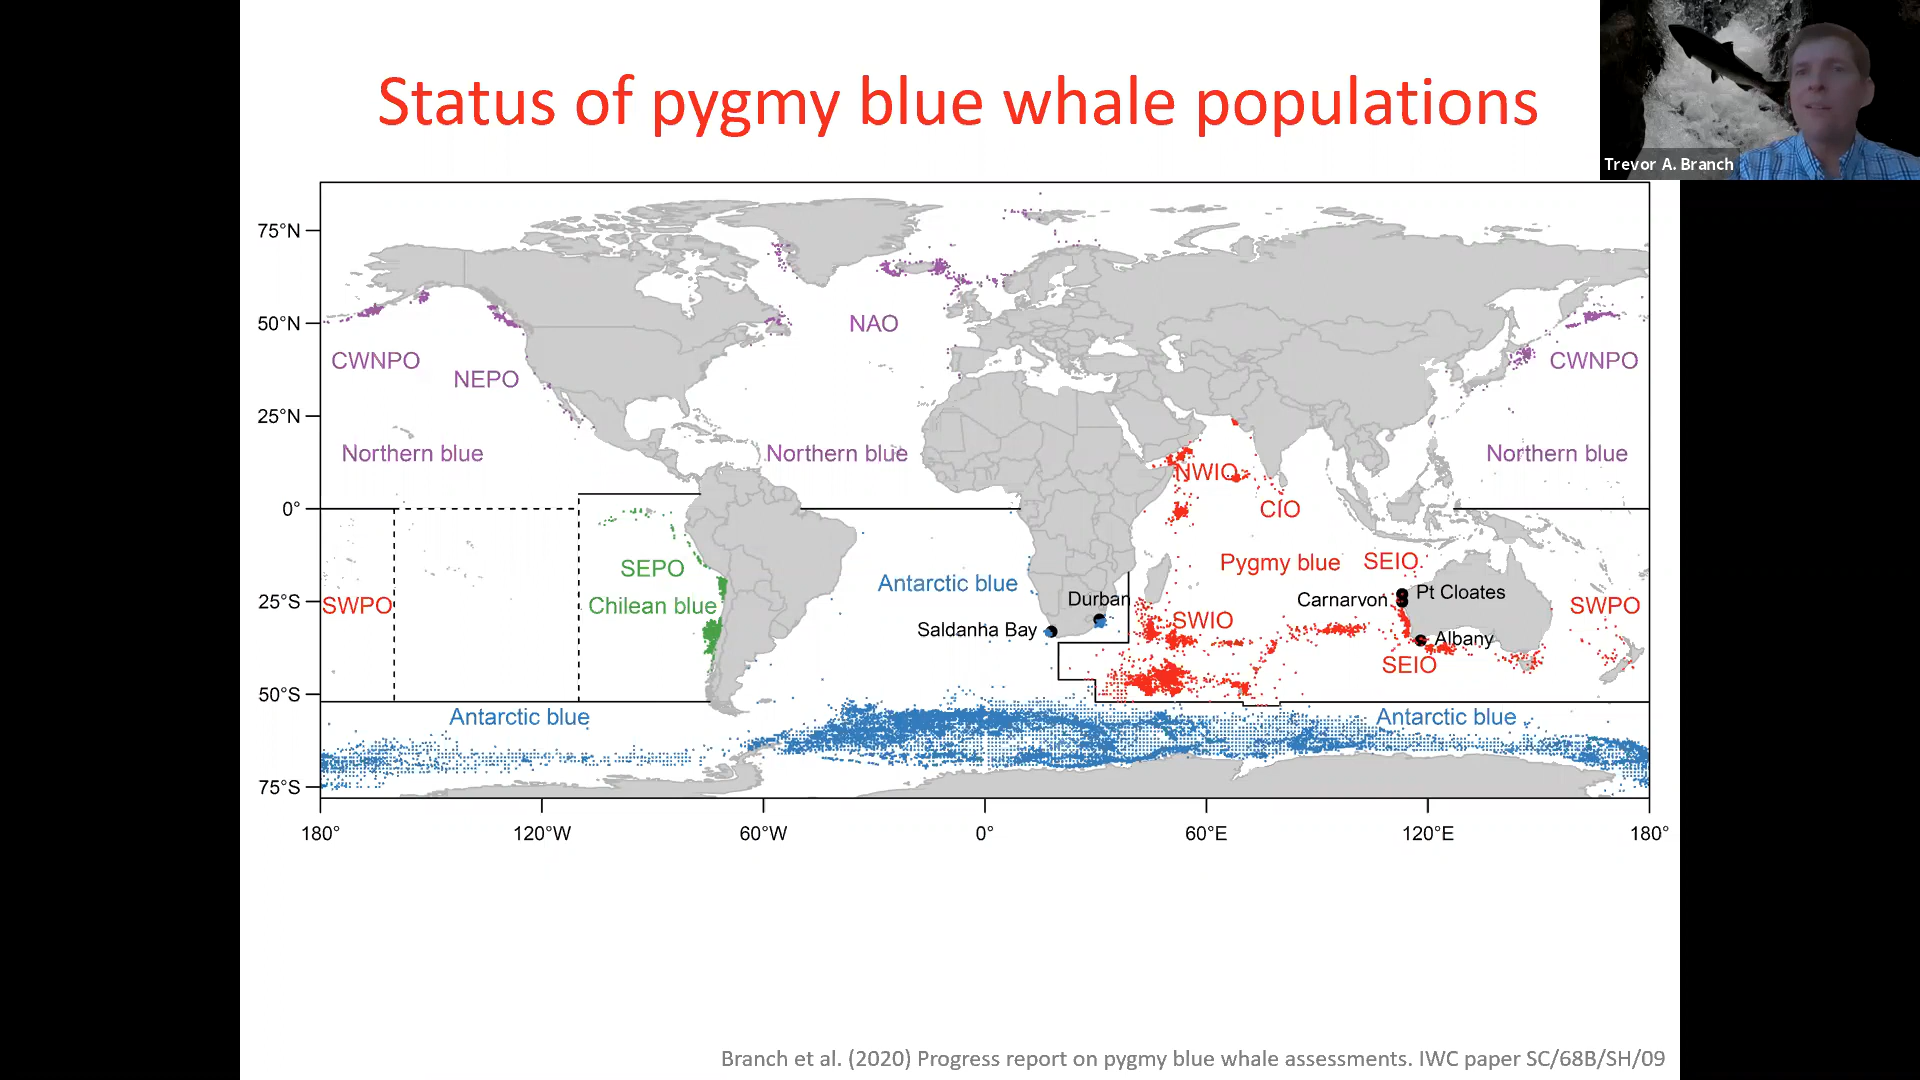 Status of pygmy blue whale populations
Trevor A. Branch
75°N
50°N
25°N
0°
25°S
50°S
75°S
180°
120°W
60°W
0°
60°E
120°E
180°
NAO
CWNPO
NEPO
CWNPO
Northern blue
Northern blue
Northern blue
NWIO
CIO
SEPO
Chilean blue
SWPO
Antarctic blue
Pygmy blue
SEIO
Durban
Saldanha Bay
SWIO
Carnarvon
Pt Cloates
Albany
SEIO
SWPO
Antarctic blue
Antarctic blue
Branch et al. (2020) Progress report on pygmy blue whale assessments. IWC paper SC/68B/SH/09